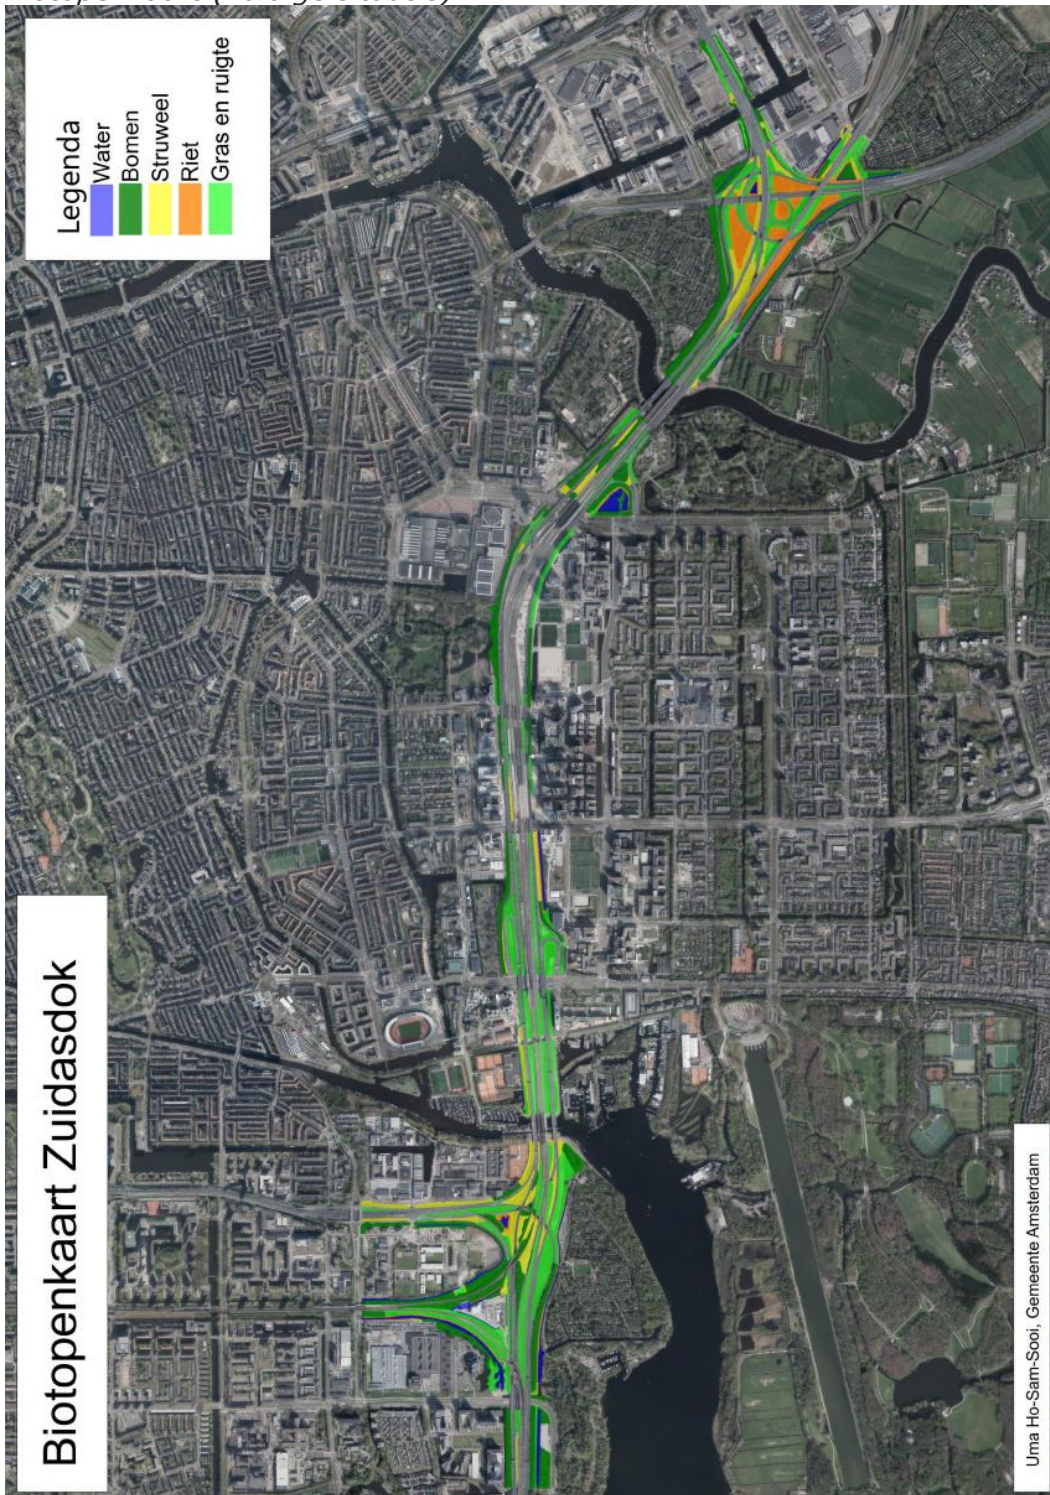 Biotopenkaart Zuidasdok
Legenda
Water
Bomen
Struweel
Riet
Gras en ruigte
Uma Ho-Sam-Sooi, Gemeente Amsterdam